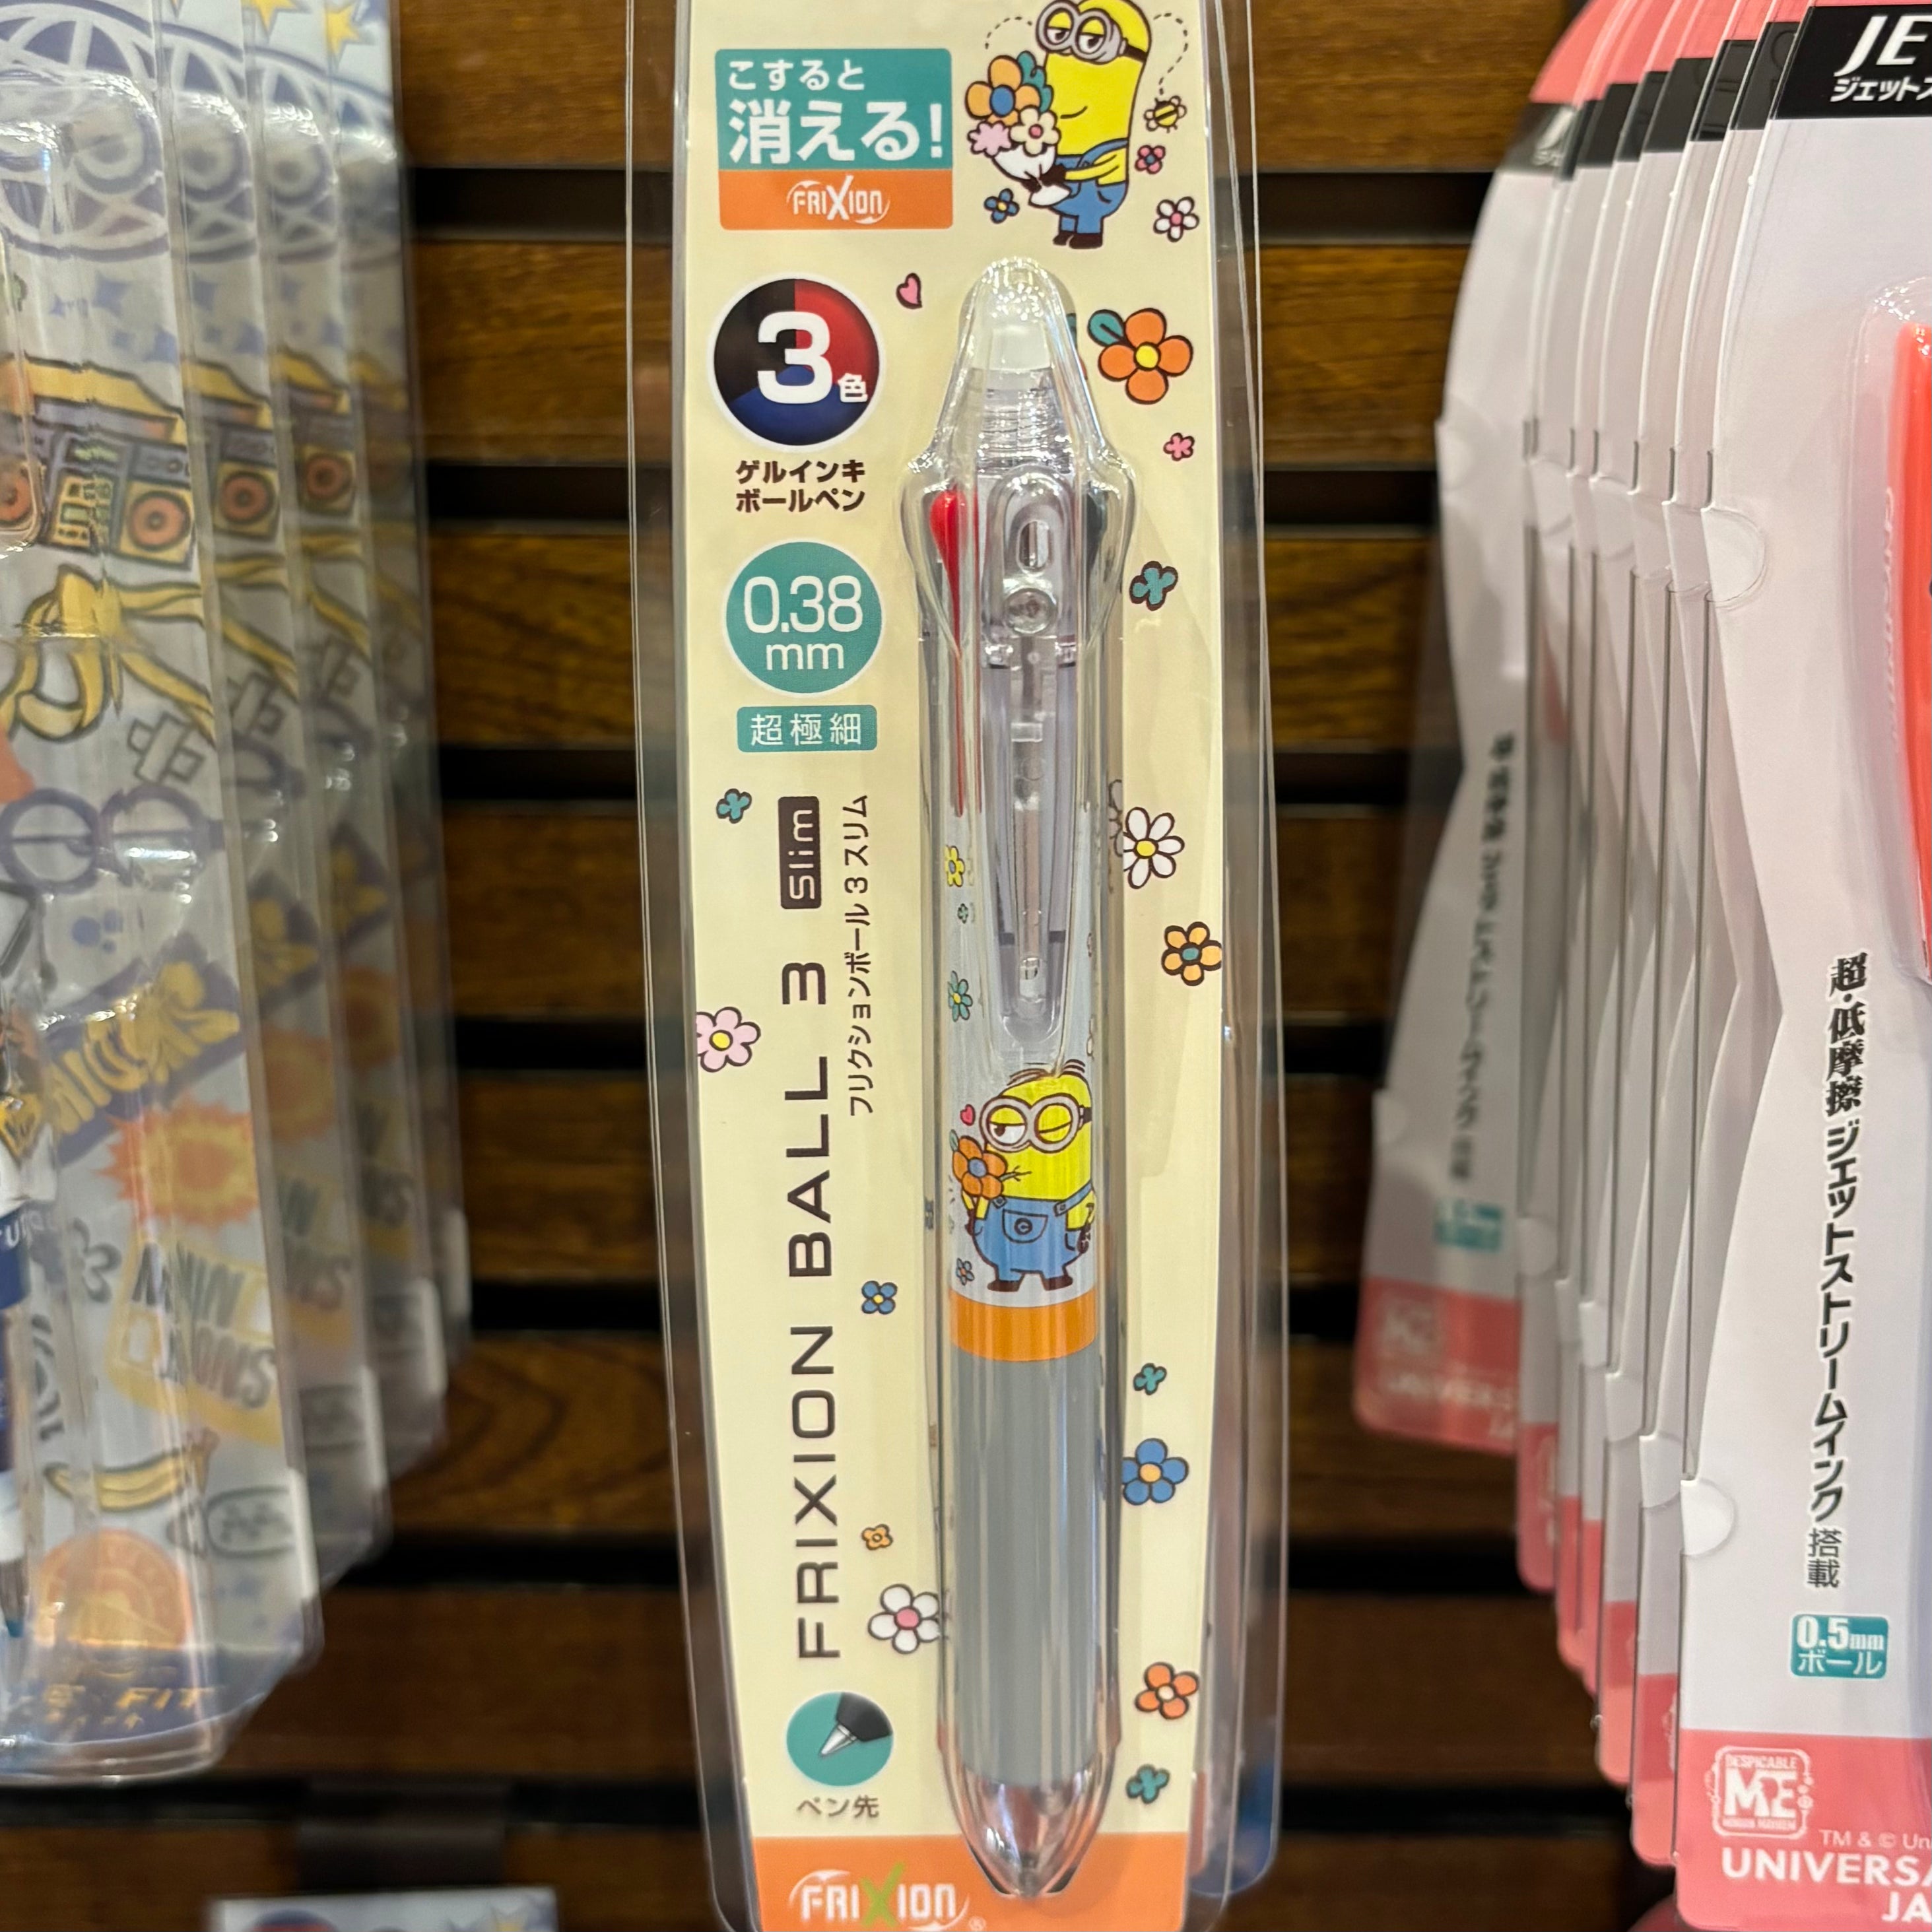 こすると
消える!
FRIXION
3色
ゲルインキ
ボールペン
0.38
mm
超極細
FRIXION BALL 3 Slim
フリクションボール 3 スリム
ペン先
FRIXION®
JE
ジェット
超・低摩擦 ジェットストリームインク 搭載
0.5mm
ボール
DESPICABLE
ME
MINION MAYHEM
TM & © Un
UNIVERSA
JA